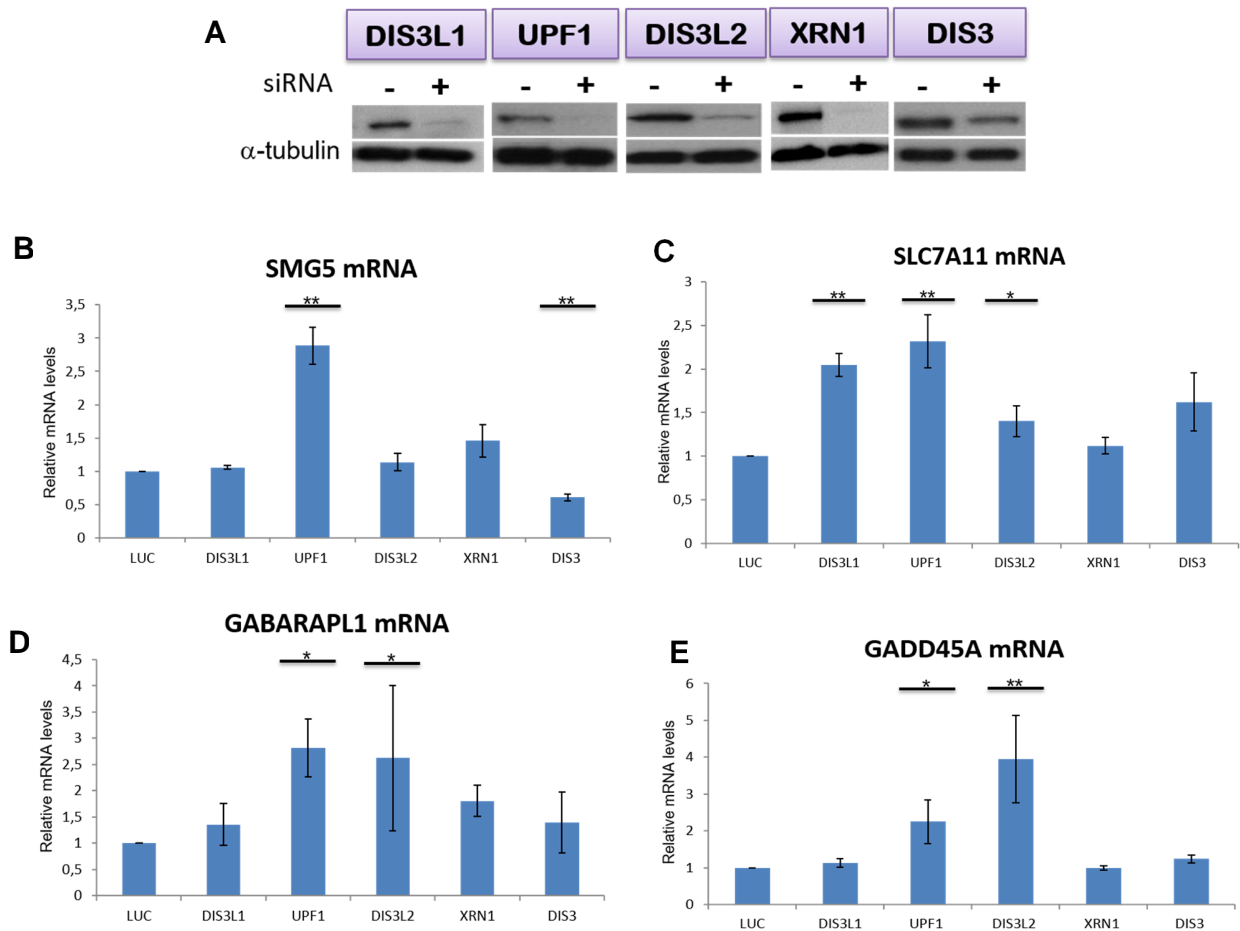 A
DIS3L1 UPF1 DIS3L2 XRN1 DIS3
siRNA - + - + - + - + - +
α-tubulin
B
SMG5 mRNA
** **
Relative mRNA levels
3,5
3
2,5
2
1,5
1
0,5
0
LUC DIS3L1 UPF1 DIS3L2 XRN1 DIS3
C
SLC7A11 mRNA
** ** *
Relative mRNA levels
3
2,5
2
1,5
1
0,5
0
LUC DIS3L1 UPF1 DIS3L2 XRN1 DIS3
D
GABARAPL1 mRNA
* *
Relative mRNA levels
4,5
4
3,5
3
2,5
2
1,5
1
0,5
0
LUC DIS3L1 UPF1 DIS3L2 XRN1 DIS3
E
GADD45A mRNA
* **
Relative mRNA levels
6
5
4
3
2
1
0
LUC DIS3L1 UPF1 DIS3L2 XRN1 DIS3